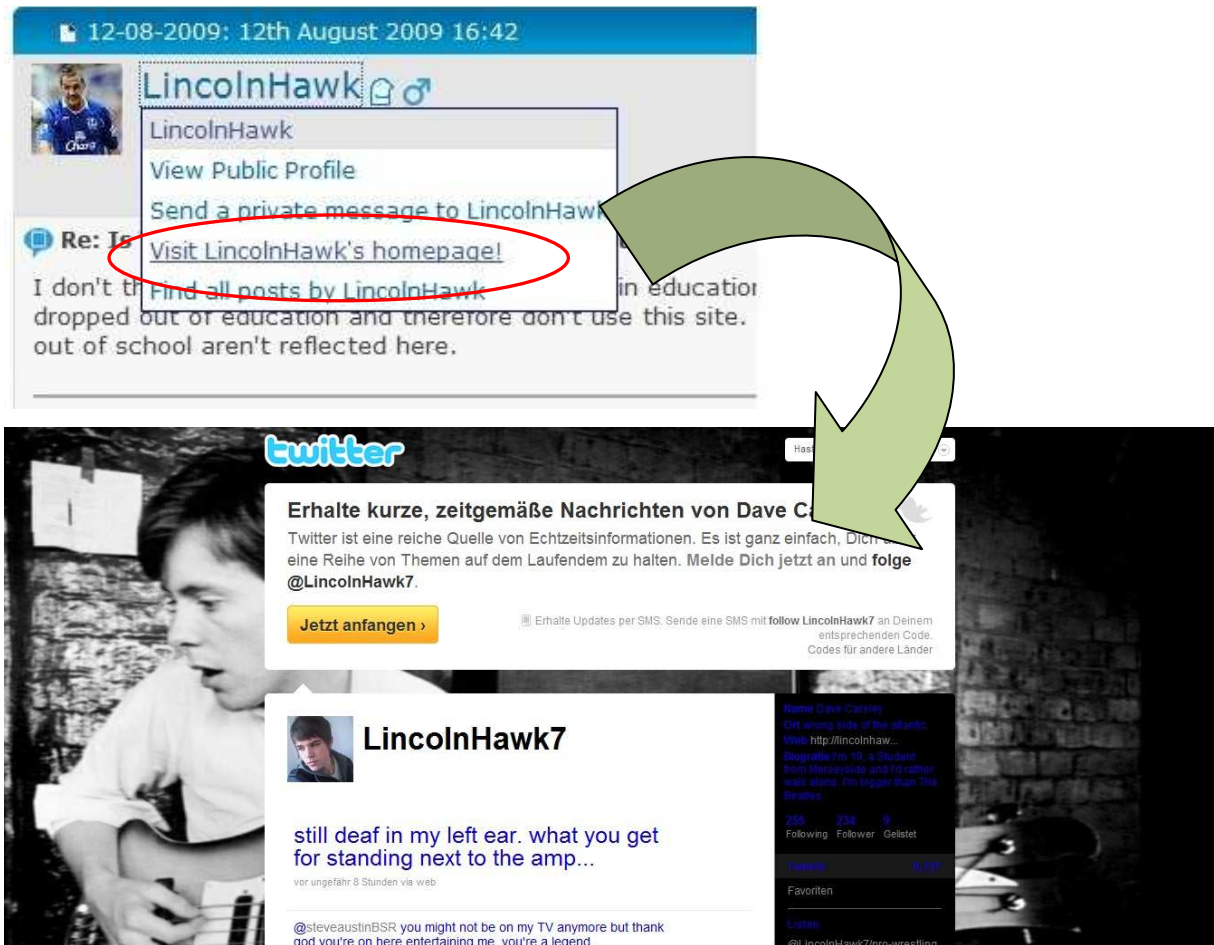 12-08-2009: 12th August 2009 16:42
LincolnHawk
LincolnHawk
View Public Profile
Send a private message to LincolnHawk
Re: Is
Visit LincolnHawk's homepage!
I don't th
Find all posts by LincolnHawk
in education
dropped out of education and therefore don't use this site.
out of school aren't reflected here.
Chang
twitter
Erhalte kurze, zeitgemäße Nachrichten von Dave
Twitter ist eine reiche Quelle von Echtzeitsinformationen. Es ist ganz einfach, Dich
eine Reihe von Themen auf dem Laufendem zu halten. Melde Dich jetzt an und folge
@LincolnHawk7.
Jetzt anfangen ›
Erhalte Updates per SMS. Sende eine SMS mit follow LincolnHawk7 an Deinem
entsprechenden Code.
Codes für andere Länder
LincolnHawk7
Name Dave Carsley
Ort wrong side of the atlantic
Web http://lincolnhaw...
Biografie I'm 19, a Student
from Merseyside and I'd rather
walk alone. I'm bigger than The
Beatles.
255 234 9
Following Follower Gelistet
Tweets
Favoriten
Listen
@LincolnHawk7/pro-wrestling
still deaf in my left ear. what you get
for standing next to the amp...
vor ungefähr 8 Stunden via web
@steveaustinBSR you might not be on my TV anymore but thank
god you're on here entertaining me. you're a legend